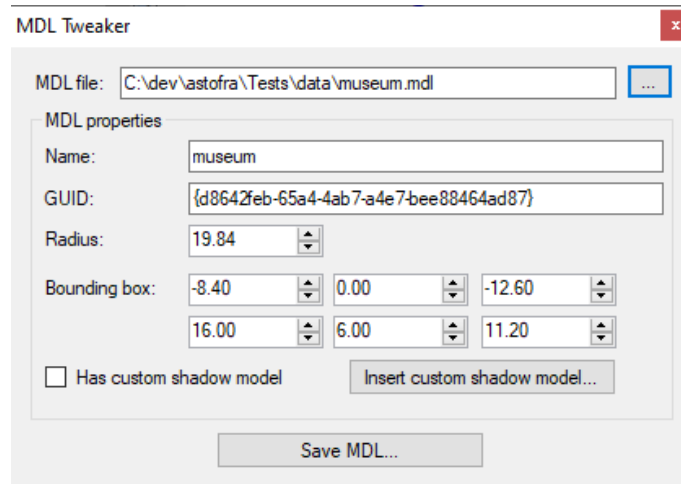 MDL Tweaker x
MDL file: C:\dev\astofra\Tests\data\museum.mdl ...
MDL properties
Name: museum
GUID: {d8642feb-65a4-4ab7-a4e7-bee88464ad87}
Radius: 19.84
Bounding box: -8.40 0.00 -12.60
16.00 6.00 11.20
Has custom shadow model Insert custom shadow model...
Save MDL...